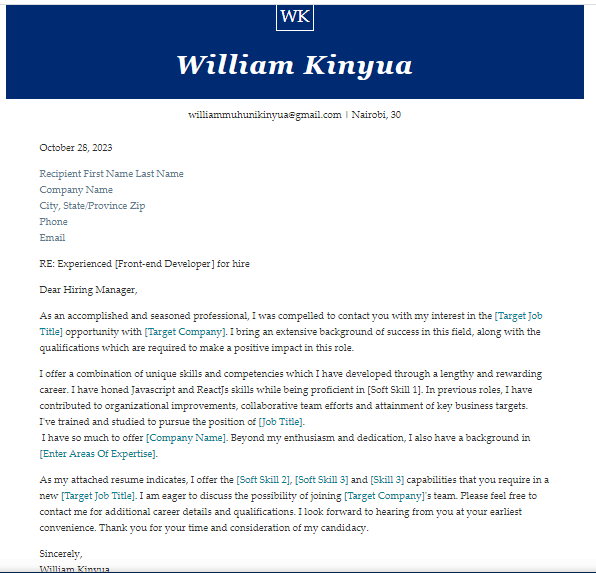 WK
William Kinyua
williammuhunikinyua@gmail.com | Nairobi, 30
October 28, 2023
Recipient First Name Last Name
Company Name
City, State/Province Zip
Phone
Email
RE: Experienced [Front-end Developer] for hire
Dear Hiring Manager,
As an accomplished and seasoned professional, I was compelled to contact you with my interest in the [Target Job
Title] opportunity with [Target Company]. I bring an extensive background of success in this field, along with the
qualifications which are required to make a positive impact in this role.
I offer a combination of unique skills and competencies which I have developed through a lengthy and rewarding
career. I have honed Javascript and ReactJs skills while being proficient in [Soft Skill 1]. In previous roles, I have
contributed to organizational improvements, collaborative team efforts and attainment of key business targets.
I've trained and studied to pursue the position of [Job Title].
I have so much to offer [Company Name]. Beyond my enthusiasm and dedication, I also have a background in
[Enter Areas Of Expertise].
As my attached resume indicates, I offer the [Soft Skill 2], [Soft Skill 3] and [Skill 3] capabilities that you require in a
new [Target Job Title]. I am eager to discuss the possibility of joining [Target Company]'s team. Please feel free to
contact me for additional career details and qualifications. I look forward to hearing from you at your earliest
convenience. Thank you for your time and consideration of my candidacy.
Sincerely,
William Kinyua